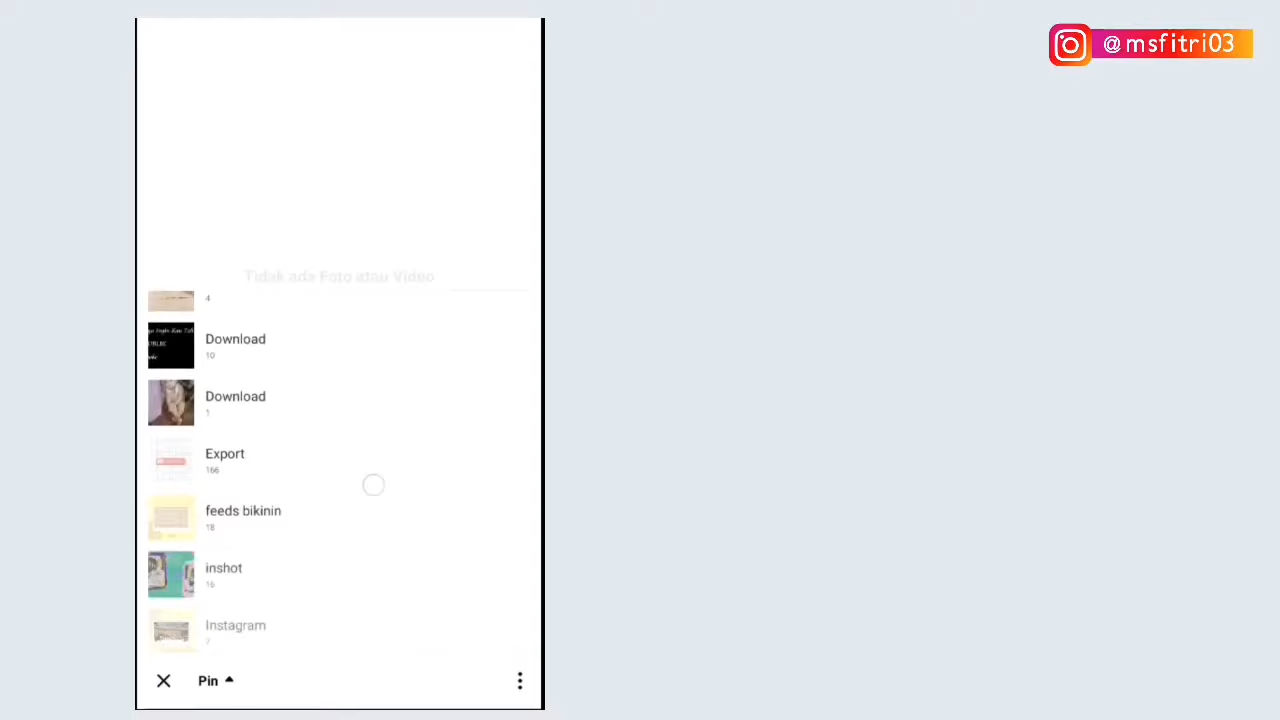 @msfitri03
Tidak ada Foto atau Video
4
Download
10
Download
1
Export
166
feeds bikinin
18
inshot
16
Instagram
7
Pin